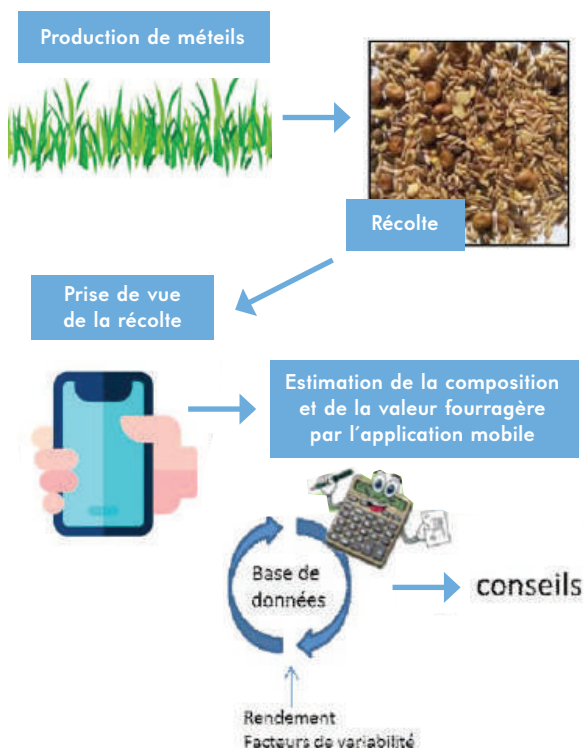 Production de méteils
Récolte
Prise de vue
de la récolte
Estimation de la composition
et de la valeur fourragère
par l'application mobile
Base de
données
conseils
Rendement
Facteurs de variabilité